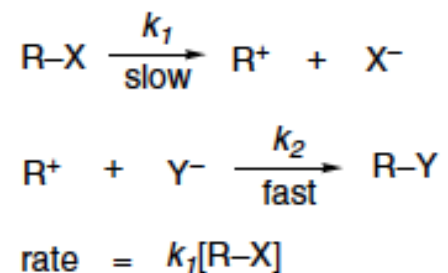 R–X k₁ slow R⁺ + X⁻
R⁺ + Y⁻ k₂ fast R–Y
rate = k₁[R–X]